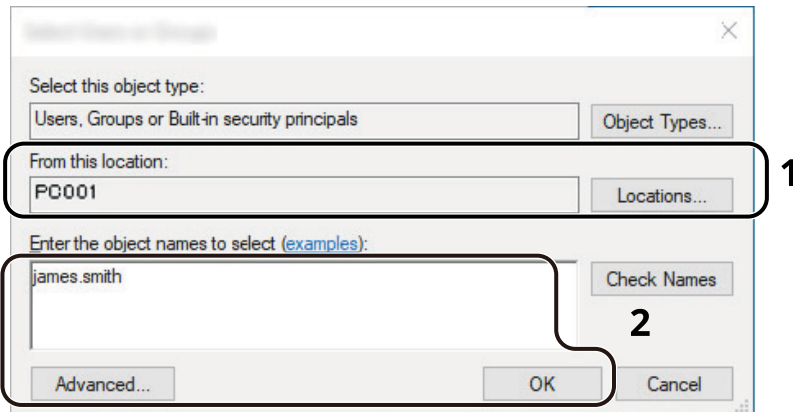 Select this object type:
Users, Groups or Built-in security principals
Object Types...
From this location:
PC001
Locations...
1
Enter the object names to select (examples):
james.smith
Check Names
2
Advanced...
OK
Cancel